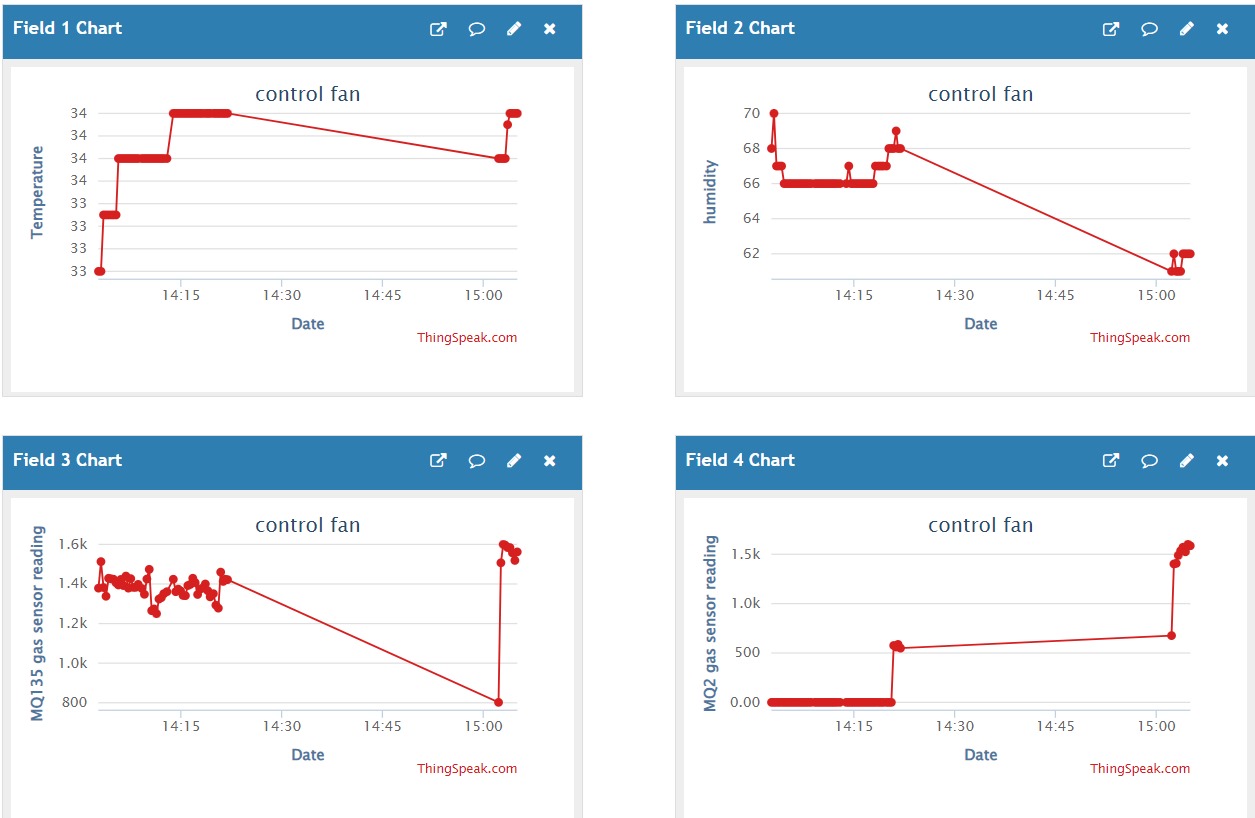 Field 1 Chart
control fan
Temperature
34
34
34
34
33
33
33
33
14:15 14:30 14:45 15:00
Date
ThingSpeak.com
Field 2 Chart
control fan
humidity
70
68
66
64
62
14:15 14:30 14:45 15:00
Date
ThingSpeak.com
Field 3 Chart
control fan
MQ135 gas sensor reading
1.6k
1.4k
1.2k
1.0k
800
14:15 14:30 14:45 15:00
Date
ThingSpeak.com
Field 4 Chart
control fan
MQ2 gas sensor reading
1.5k
1.0k
500
0.00
14:15 14:30 14:45 15:00
Date
ThingSpeak.com